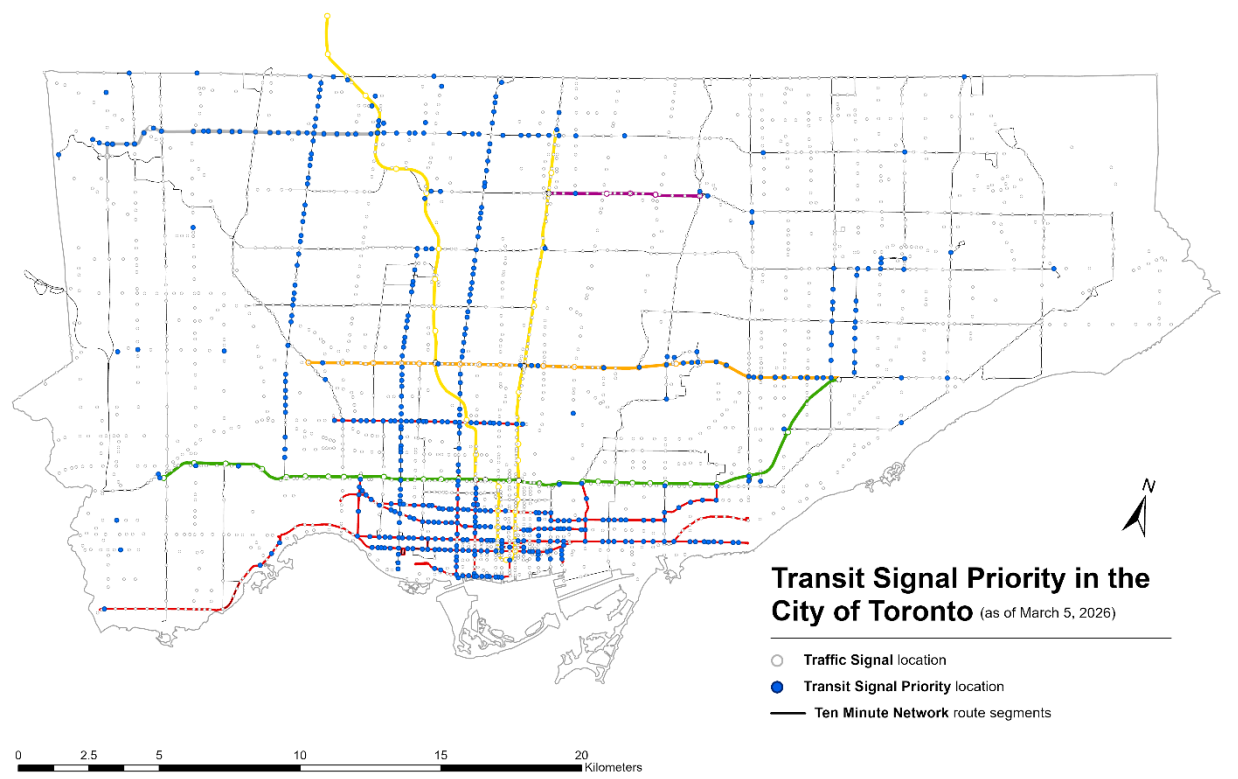 N
Transit Signal Priority in the
City of Toronto (as of March 5, 2026)
Traffic Signal location
Transit Signal Priority location
Ten Minute Network route segments
0 2.5 5 10 15 20
Kilometers